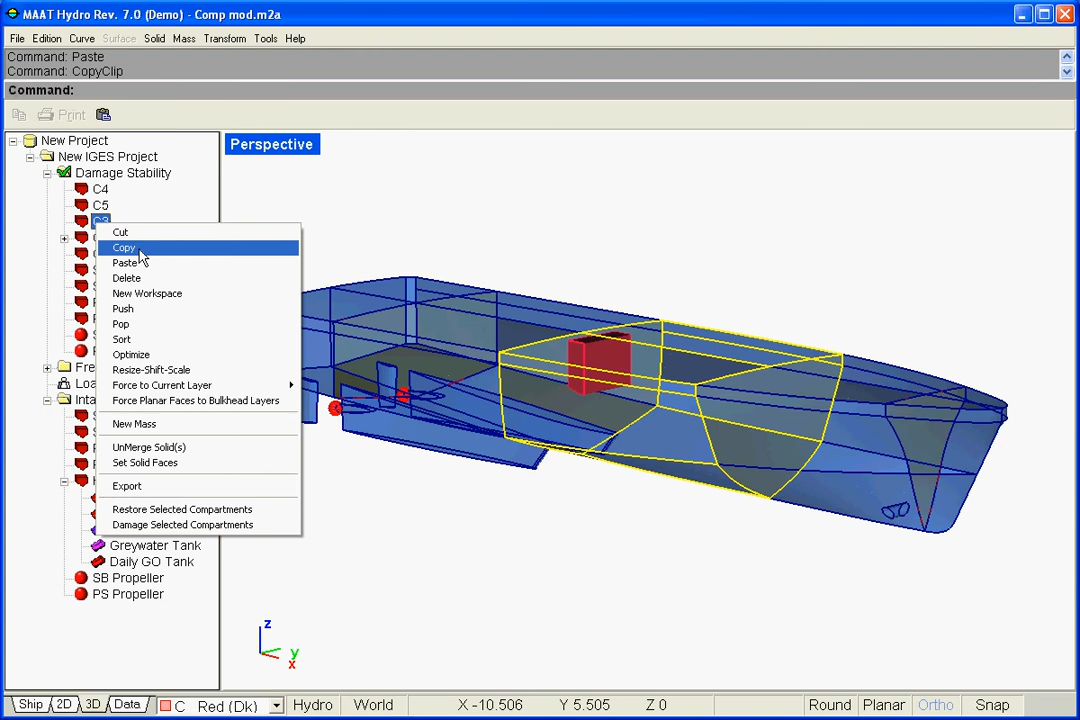 MAAT Hydro Rev. 7.0 (Demo) - Comp mod.m2a
File Edition Curve Surface Solid Mass Transform Tools Help
Command: Paste
Command: CopyClip
Command:
Print
New Project
Perspective
New IGES Project
Damage Stability
C4
C5
C3
Cut
Copy
Paste
Delete
New Workspace
Push
Pop
Sort
Optimize
Resize-Shift-Scale
Force to Current Layer
Force Planar Faces to Bulkhead Layers
New Mass
UnMerge Solid(s)
Set Solid Faces
Export
Restore Selected Compartments
Damage Selected Compartments
Fre
Loa
Inta
Greywater Tank
Daily GO Tank
SB Propeller
PS Propeller
z
y
x
Ship 2D 3D Data C Red (Dk) Hydro World X -10.506 Y 5.505 Z 0 Round Planar Ortho Snap